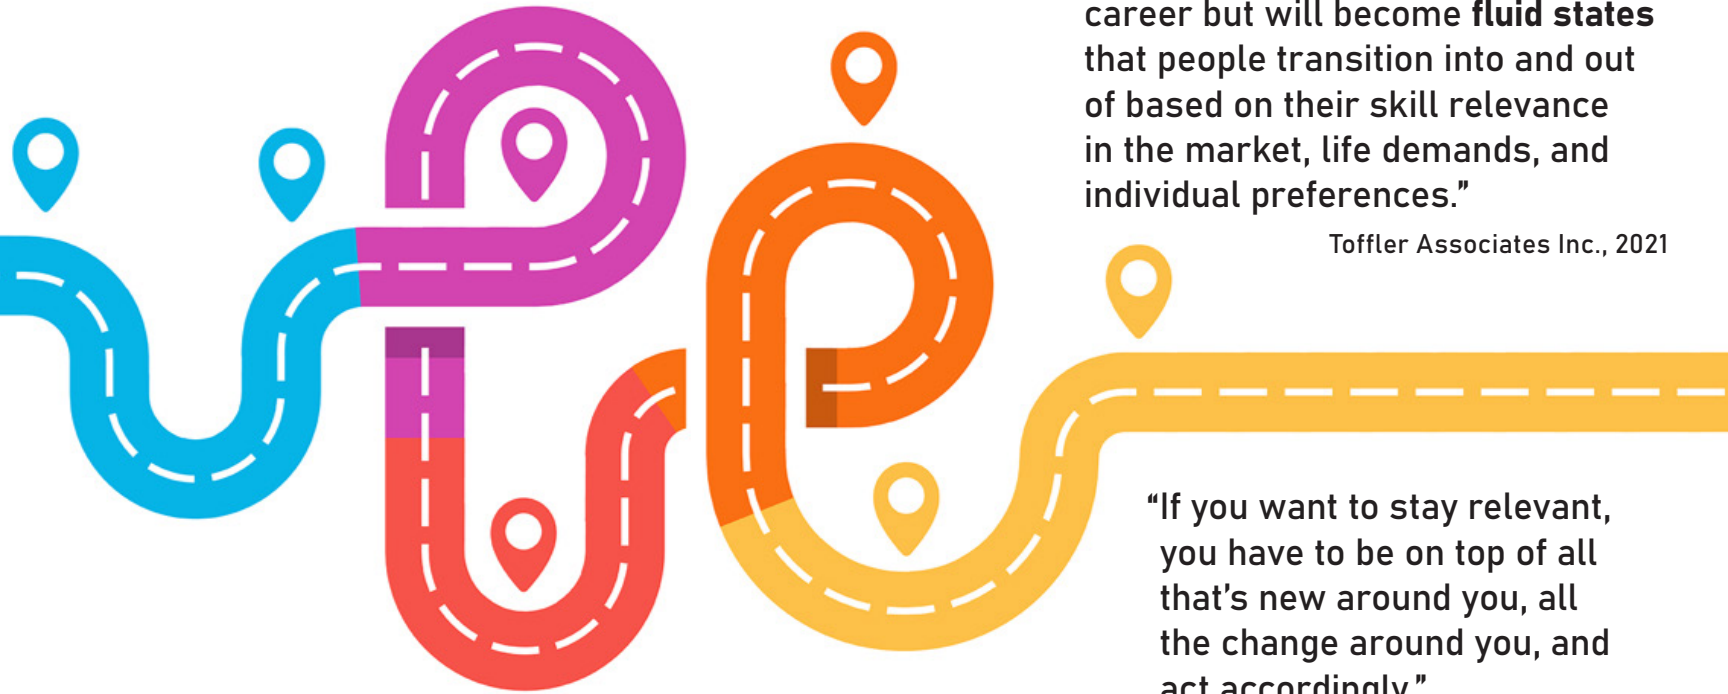 career but will become fluid states
that people transition into and out
of based on their skill relevance
in the market, life demands, and
individual preferences.”
Toffler Associates Inc., 2021
“If you want to stay relevant,
you have to be on top of all
that’s new around you, all
the change around you, and
act accordingly.”